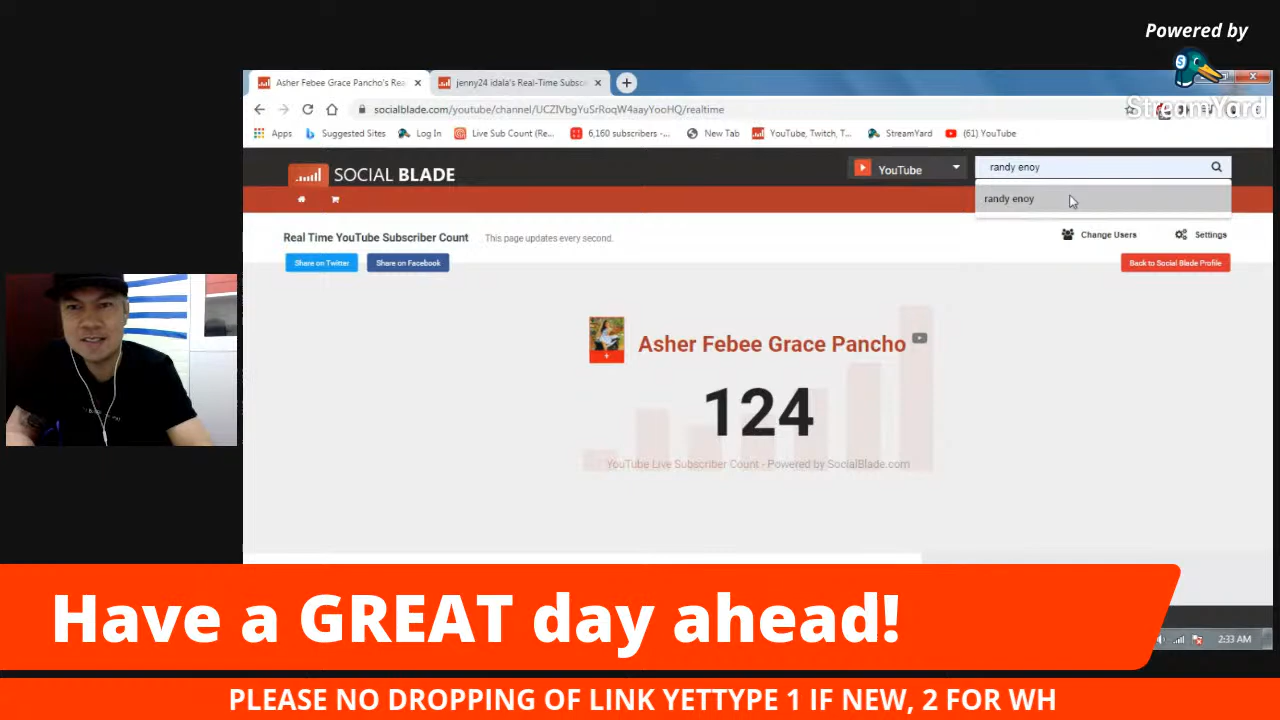 Powered by
StreamYard
Asher Febee Grace Pancho's Rea
jenny24 idala's Real-Time Subsc
socialblade.com/youtube/channel/UCZIVbgYuSrRoqW4aayYooHQ/realtime
Apps
Suggested Sites
Log In
Live Sub Count (Re...
6,160 subscribers -...
New Tab
YouTube, Twitch, T...
StreamYard
(61) YouTube
SOCIAL BLADE
YouTube
randy enoy
randy enoy
Real Time YouTube Subscriber Count
This page updates every second.
Change Users
Settings
Share on Twitter
Share on Facebook
Back to Social Blade Profile
Asher Febee Grace Pancho
124
YouTube Live Subscriber Count - Powered by SocialBlade.com
Have a GREAT day ahead!
2:33 AM
PLEASE NO DROPPING OF LINK YETTYPE 1 IF NEW, 2 FOR WH